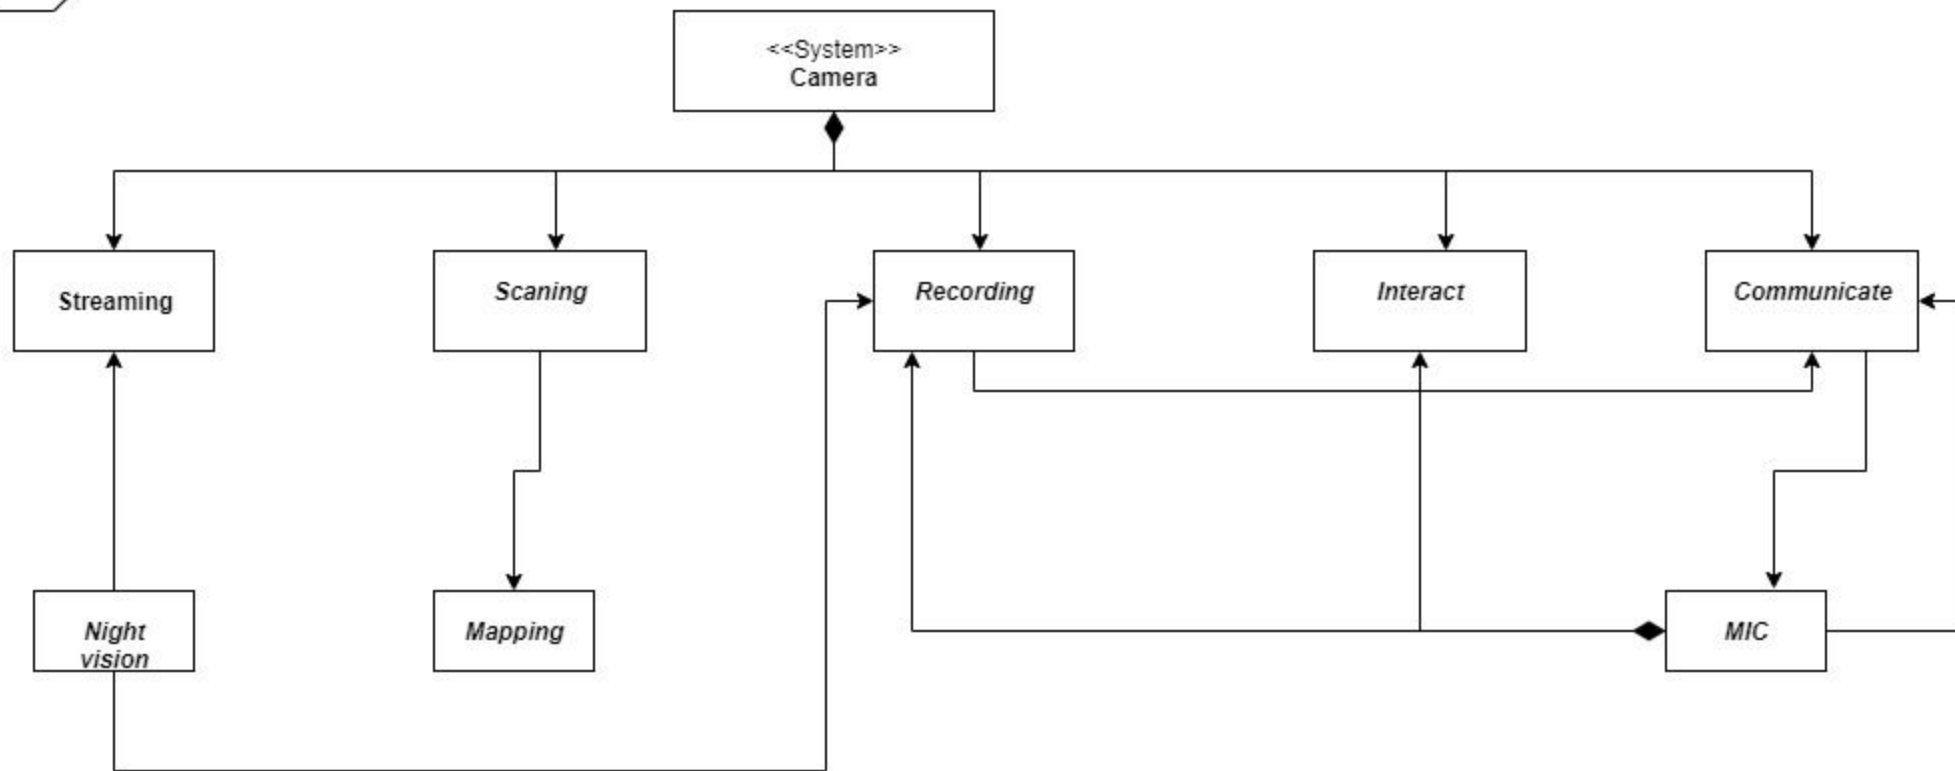 <<System>>
Camera
Streaming
Scaning
Recording
Interact
Communicate
Night
vision
Mapping
MIC